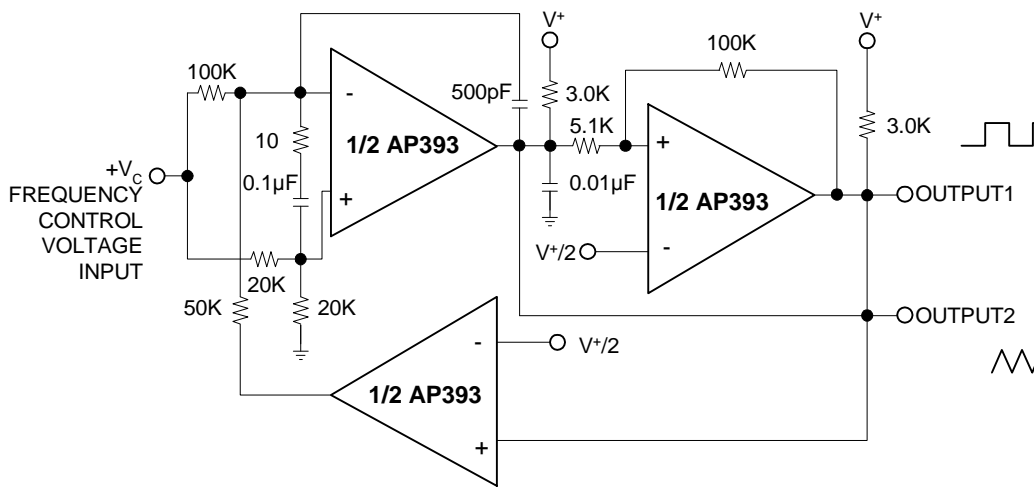 V+
V+
100K
100K
500pF
3.0K
-
5.1K
3.0K
10
1/2 AP393
+
+VC
0.1µF
FREQUENCY
CONTROL
VOLTAGE
INPUT
+
0.01µF
1/2 AP393
OUTPUT1
V+/2
-
20K
50K
20K
OUTPUT2
-
V+/2
1/2 AP393
+